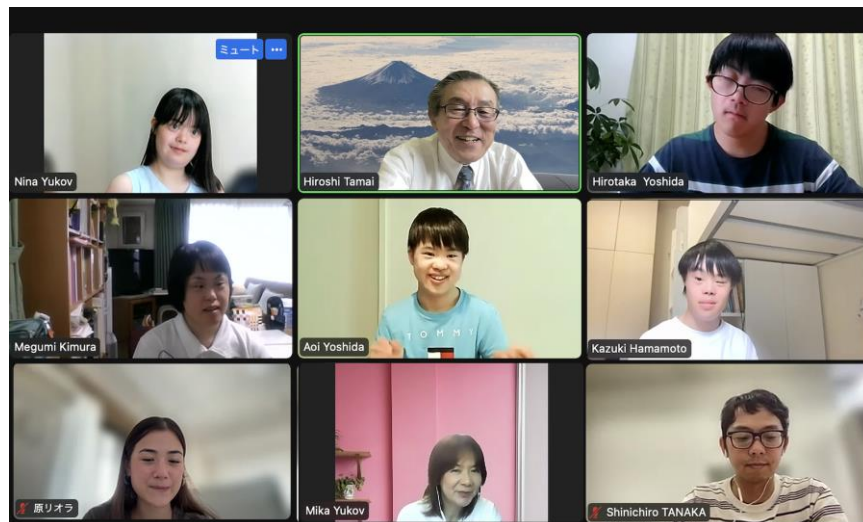 ミュート ...
Nina Yukov
Hiroshi Tamai
Hirotaka Yoshida
Megumi Kimura
TOMMY
Aoi Yoshida
Kazuki Hamamoto
原リオラ
Mika Yukov
Shinichiro TANAKA